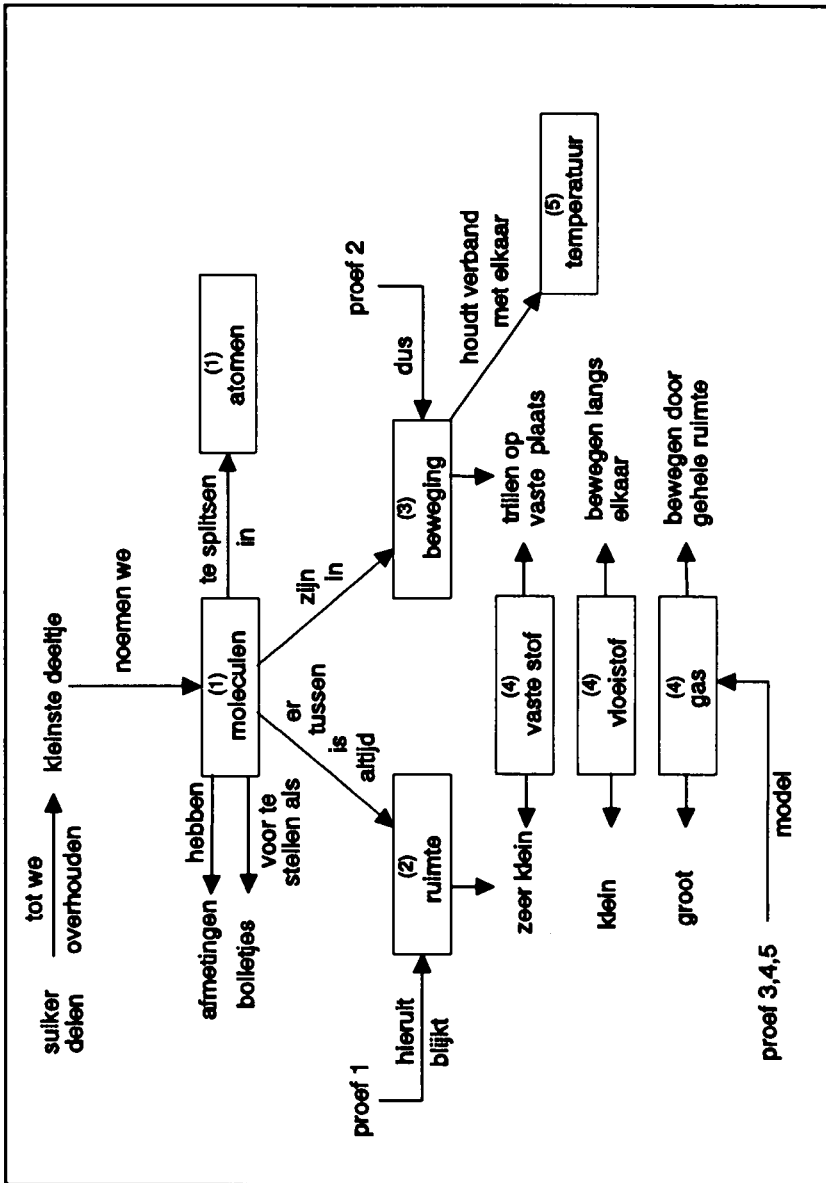 suiker
delen
tot we
overhouden
kleinste deeltje
noemen we
afmetingen
hebben
bolletjes
voor te
stellen als
(1)
moleculen
te splitsen
in
(1)
atomen
er
tussen
is
altijd
zijn
in
proef 1
hieruit
blijkt
(2)
ruimte
(3)
beweging
dus
proef 2
houdt verband
met elkaar
(5)
temperatuur
zeer klein
(4)
vaste stof
trillen op
vaste plaats
klein
(4)
vloeistof
bewegen langs
elkaar
groot
(4)
gas
bewegen door
gehele ruimte
proef 3,4,5
model